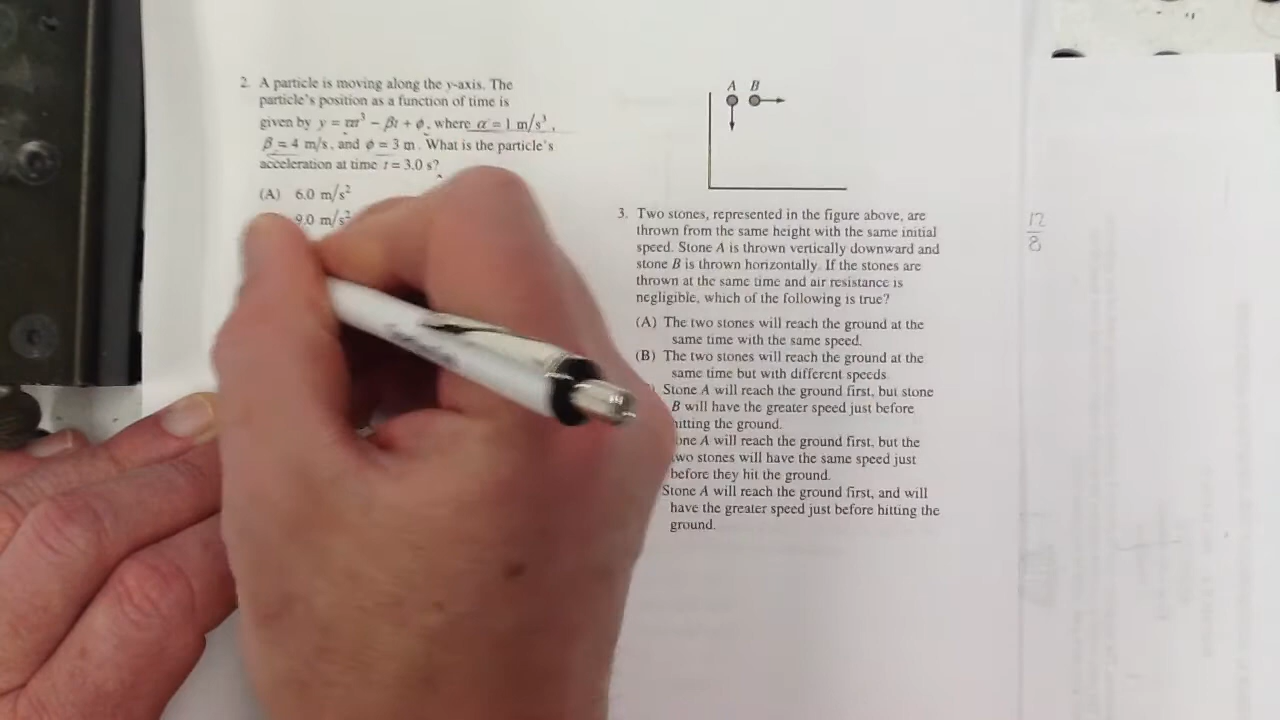 2. A particle is moving along the y-axis. The
particle's position as a function of time is
given by y = αt³ − βt + φ, where α = 1 m/s³,
β = 4 m/s, and φ = 3 m. What is the particle's
acceleration at time t = 3.0 s?
(A) 6.0 m/s²
9.0 m/s²
A B
3. Two stones, represented in the figure above, are
thrown from the same height with the same initial
speed. Stone A is thrown vertically downward and
stone B is thrown horizontally. If the stones are
thrown at the same time and air resistance is
negligible, which of the following is true?
(A) The two stones will reach the ground at the
same time with the same speed.
(B) The two stones will reach the ground at the
same time but with different speeds.
Stone A will reach the ground first, but stone
B will have the greater speed just before
hitting the ground.
A will reach the ground first, but the
two stones will have the same speed just
before they hit the ground.
Stone A will reach the ground first, and will
have the greater speed just before hitting the
ground.
12
8